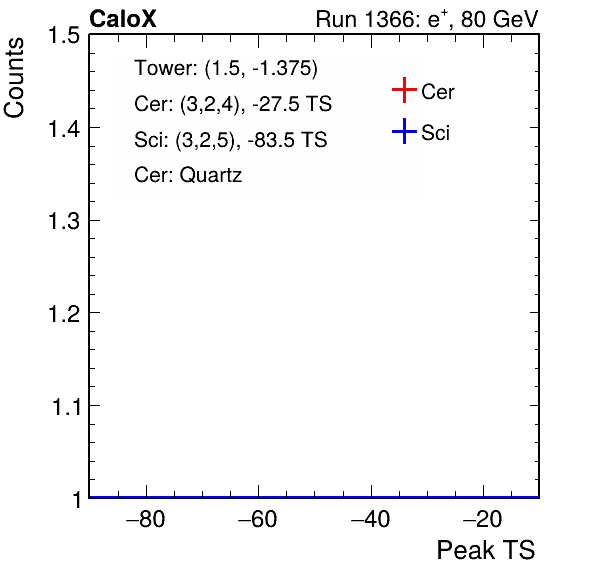 CaloX Run 1366: e⁺, 80 GeV
Counts
1.5
1.4
1.3
1.2
1.1
1
Tower: (1.5, -1.375)
Cer: (3,2,4), -27.5 TS
Sci: (3,2,5), -83.5 TS
Cer: Quartz
Cer
Sci
−80 −60 −40 −20
Peak TS